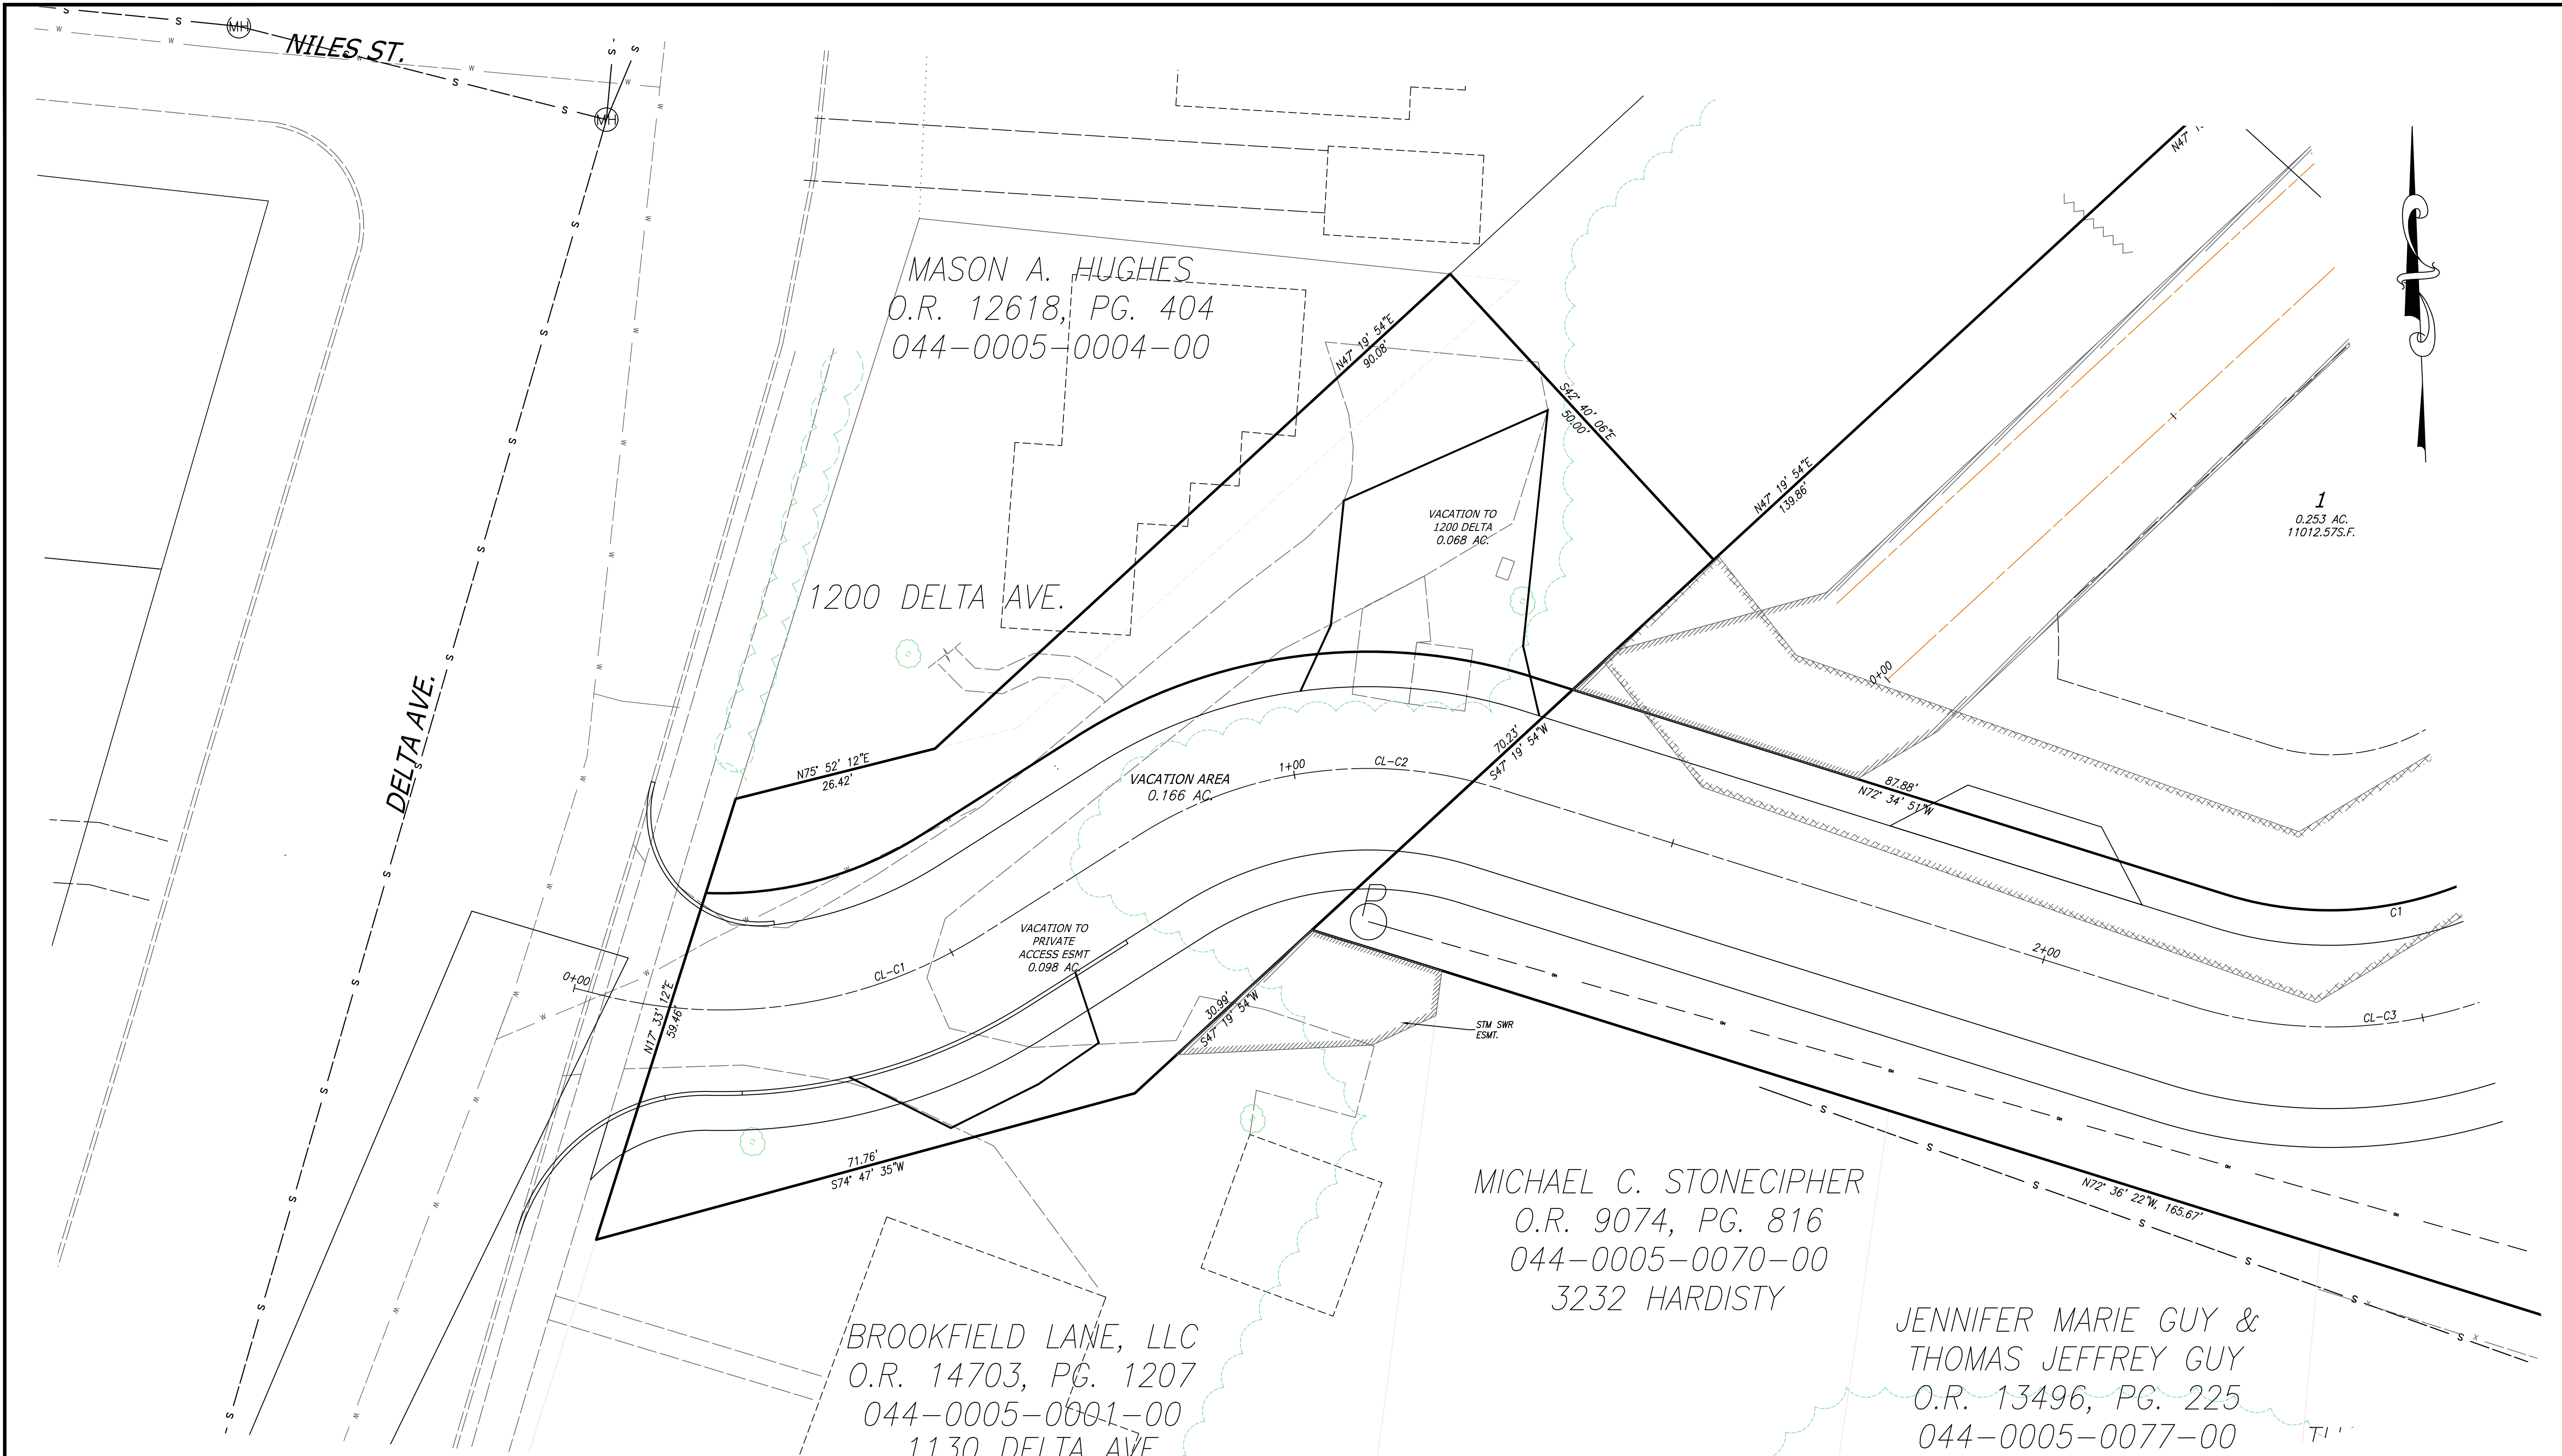 NILES ST.
MH
MH
DELTA AVE.
MASON A. HUGHES
O.R. 12618, PG. 404
044-0005-0004-00
1200 DELTA AVE.
N47° 19' 54"E
90.08'
S42° 40' 06"E
50.00'
N47° 19' 54"E
139.86'
1
0.253 AC.
11012.57S.F.
VACATION TO
1200 DELTA
0.068 AC.
0+00
N75° 52' 12"E
26.42'
VACATION AREA
0.166 AC.
1+00
CL-C2
70.23'
S47° 19' 54"W
87.88'
N72° 34' 51"W
C1
VACATION TO
PRIVATE
ACCESS ESMT
0.098 AC.
CL-C1
0+00
N17° 33' 12"E
59.46'
2+00
CL-C3
P
30.99'
S47° 19' 54"W
STM SWR
ESMT.
71.76'
S74° 47' 35"W
N72° 36' 22"W, 165.67'
MICHAEL C. STONECIPHER
O.R. 9074, PG. 816
044-0005-0070-00
3232 HARDISTY
BROOKFIELD LANE, LLC
O.R. 14703, PG. 1207
044-0005-0001-00
1130 DELTA AVE
JENNIFER MARIE GUY &
THOMAS JEFFREY GUY
O.R. 13496, PG. 225
044-0005-0077-00